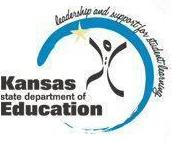 leadership and support for student learning
Kansas
state department of
Education